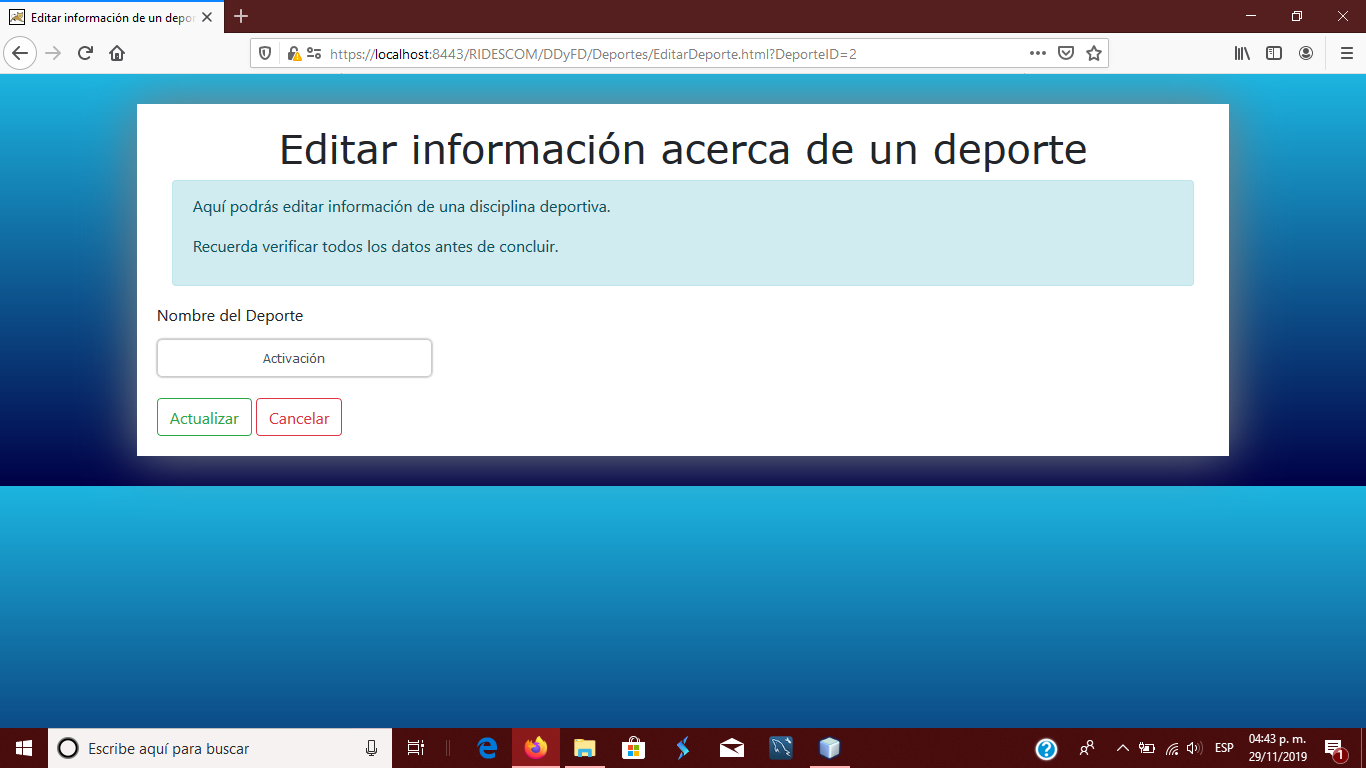 Editar información de un depor
https://localhost:8443/RIDESCOM/DDyFD/Deportes/EditarDeporte.html?DeporteID=2
Editar información acerca de un deporte
Aquí podrás editar información de una disciplina deportiva.
Recuerda verificar todos los datos antes de concluir.
Nombre del Deporte
Activación
Actualizar Cancelar
Escribe aquí para buscar
ESP
04:43 p. m.
29/11/2019
1